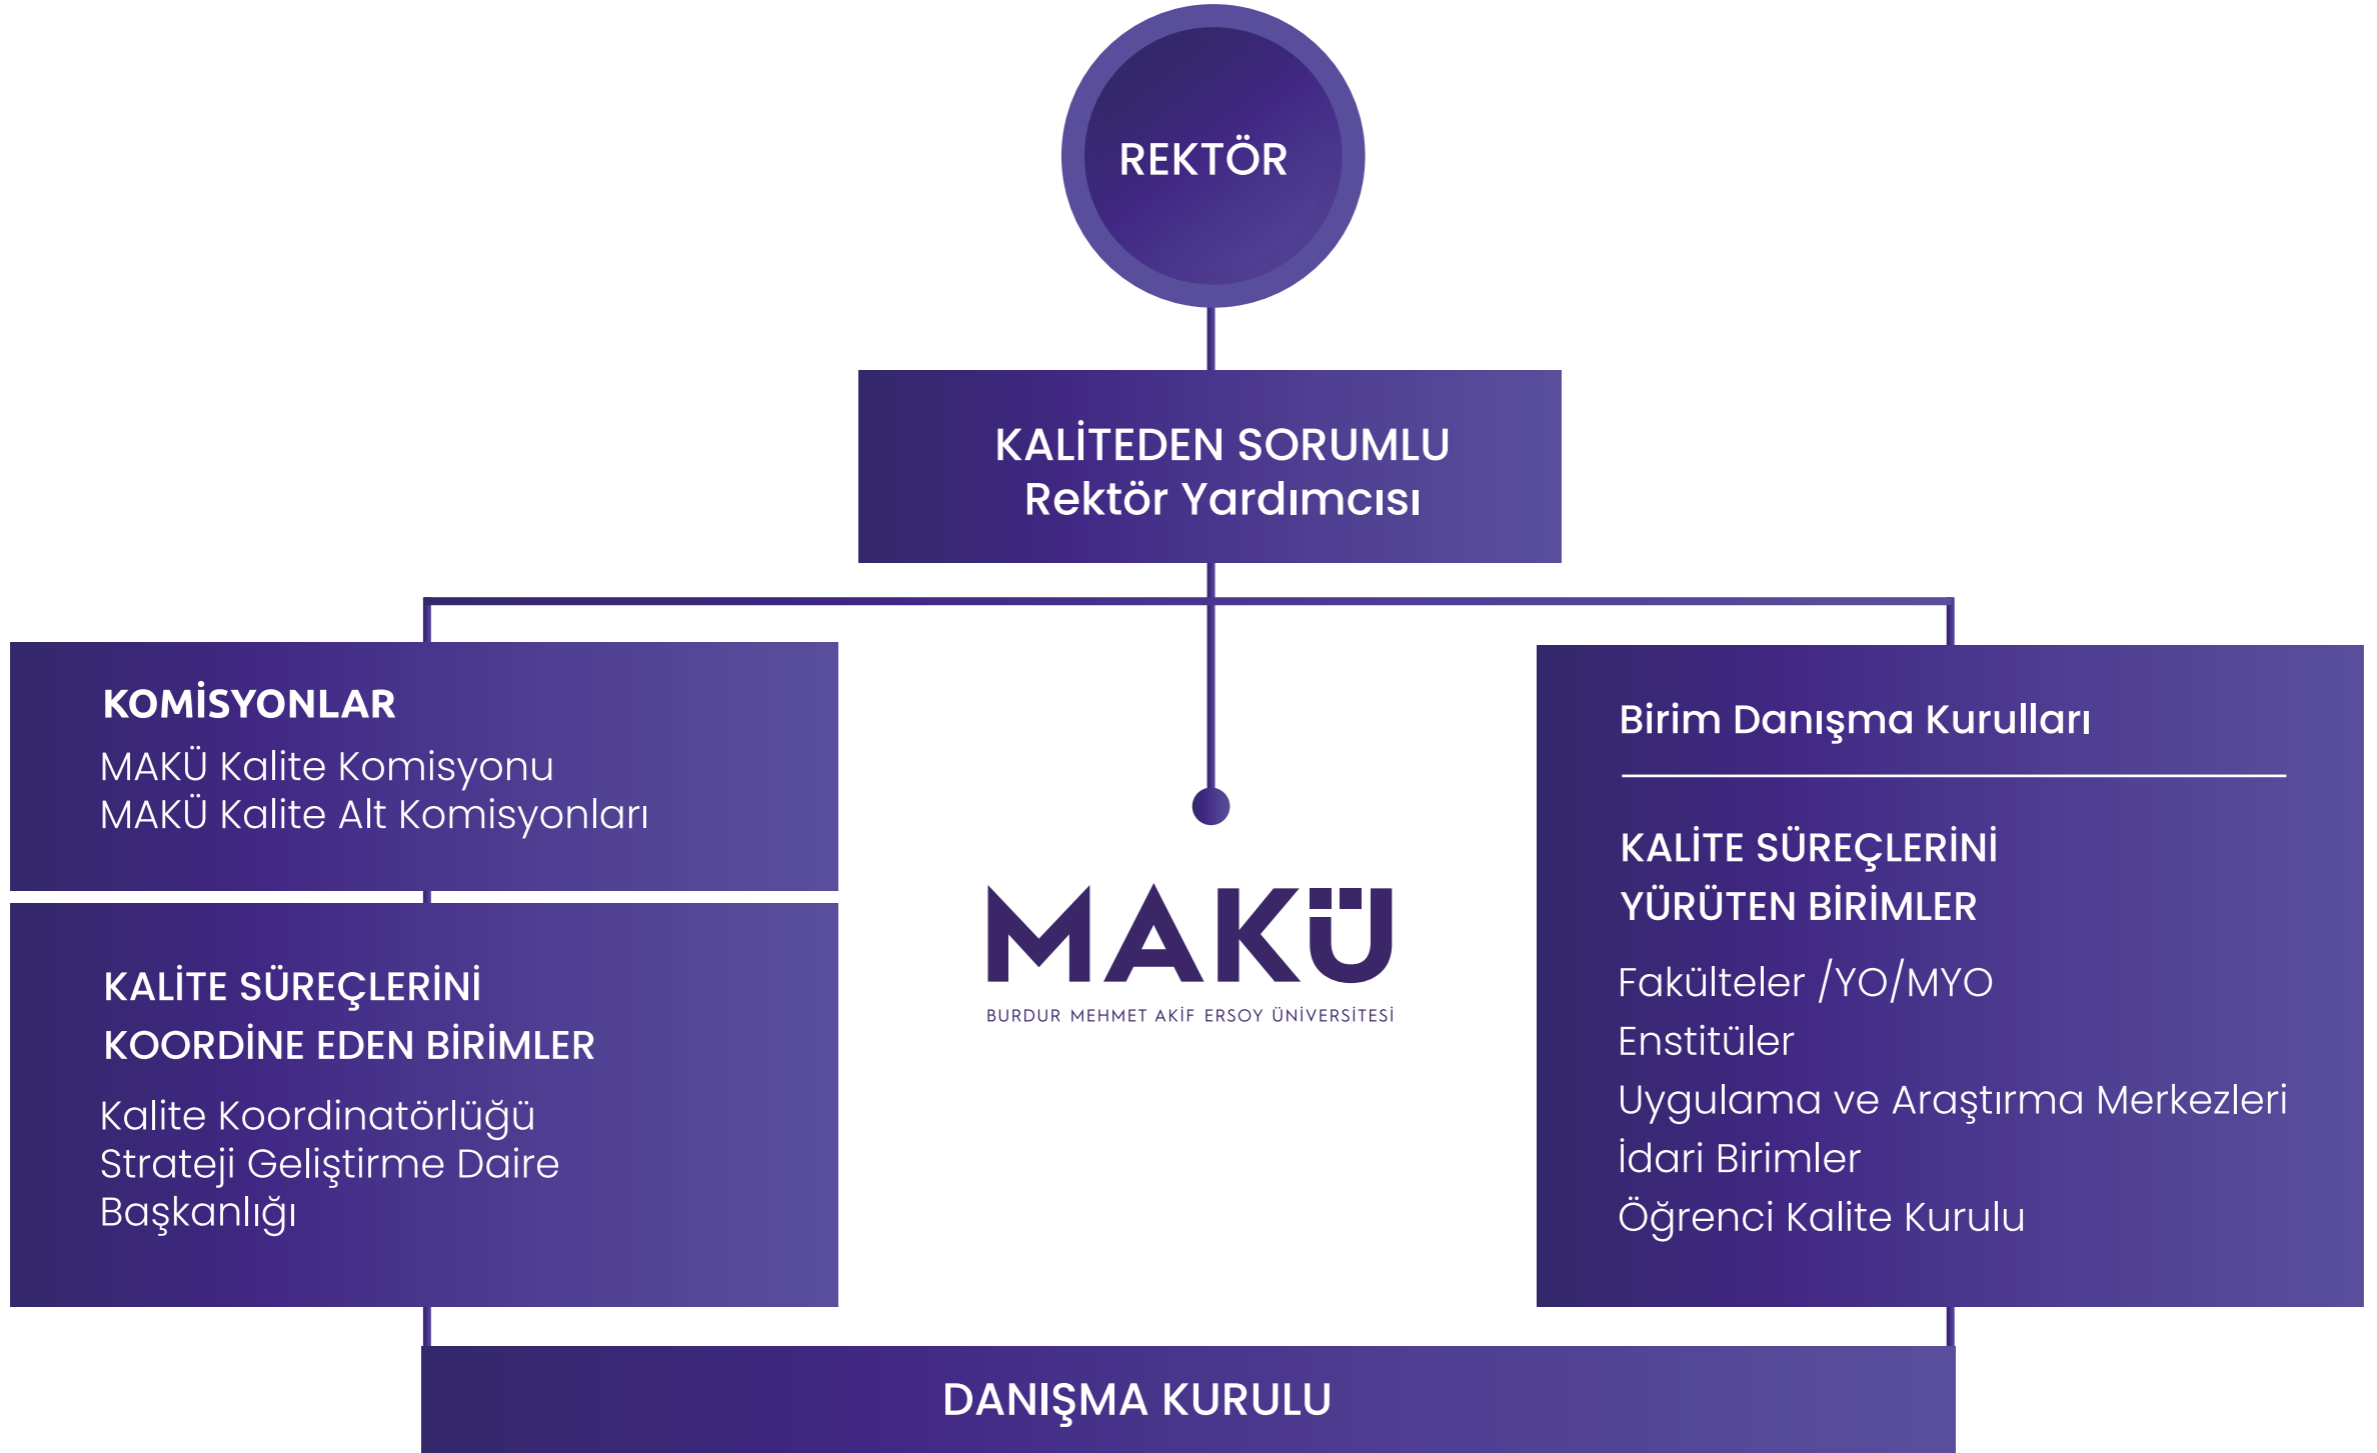 REKTÖR
KALİTEDEN SORUMLU
Rektör Yardımcısı
KOMİSYONLAR
MAKÜ Kalite Komisyonu
MAKÜ Kalite Alt Komisyonları
KALİTE SÜREÇLERİNİ
KOORDİNE EDEN BİRİMLER
Kalite Koordinatörlüğü
Strateji Geliştirme Daire
Başkanlığı
MAKÜ
BURDUR MEHMET AKİF ERSOY ÜNİVERSİTESİ
Birim Danışma Kurulları
KALİTE SÜREÇLERİNİ
YÜRÜTEN BİRİMLER
Fakülteler /YO/MYO
Enstitüler
Uygulama ve Araştırma Merkezleri
İdari Birimler
Öğrenci Kalite Kurulu
DANIŞMA KURULU